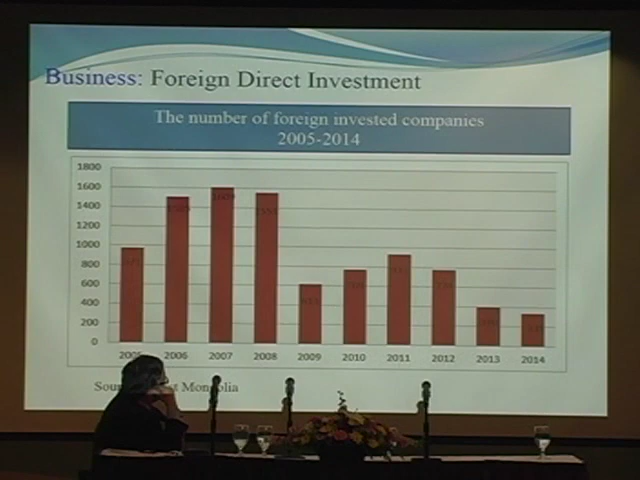 Business: Foreign Direct Investment
The number of foreign invested companies
2005-2014
1800
1600
1400
1200
1000
800
600
400
200
0
2005 2006 2007 2008 2009 2010 2011 2012 2013 2014
Mongolia